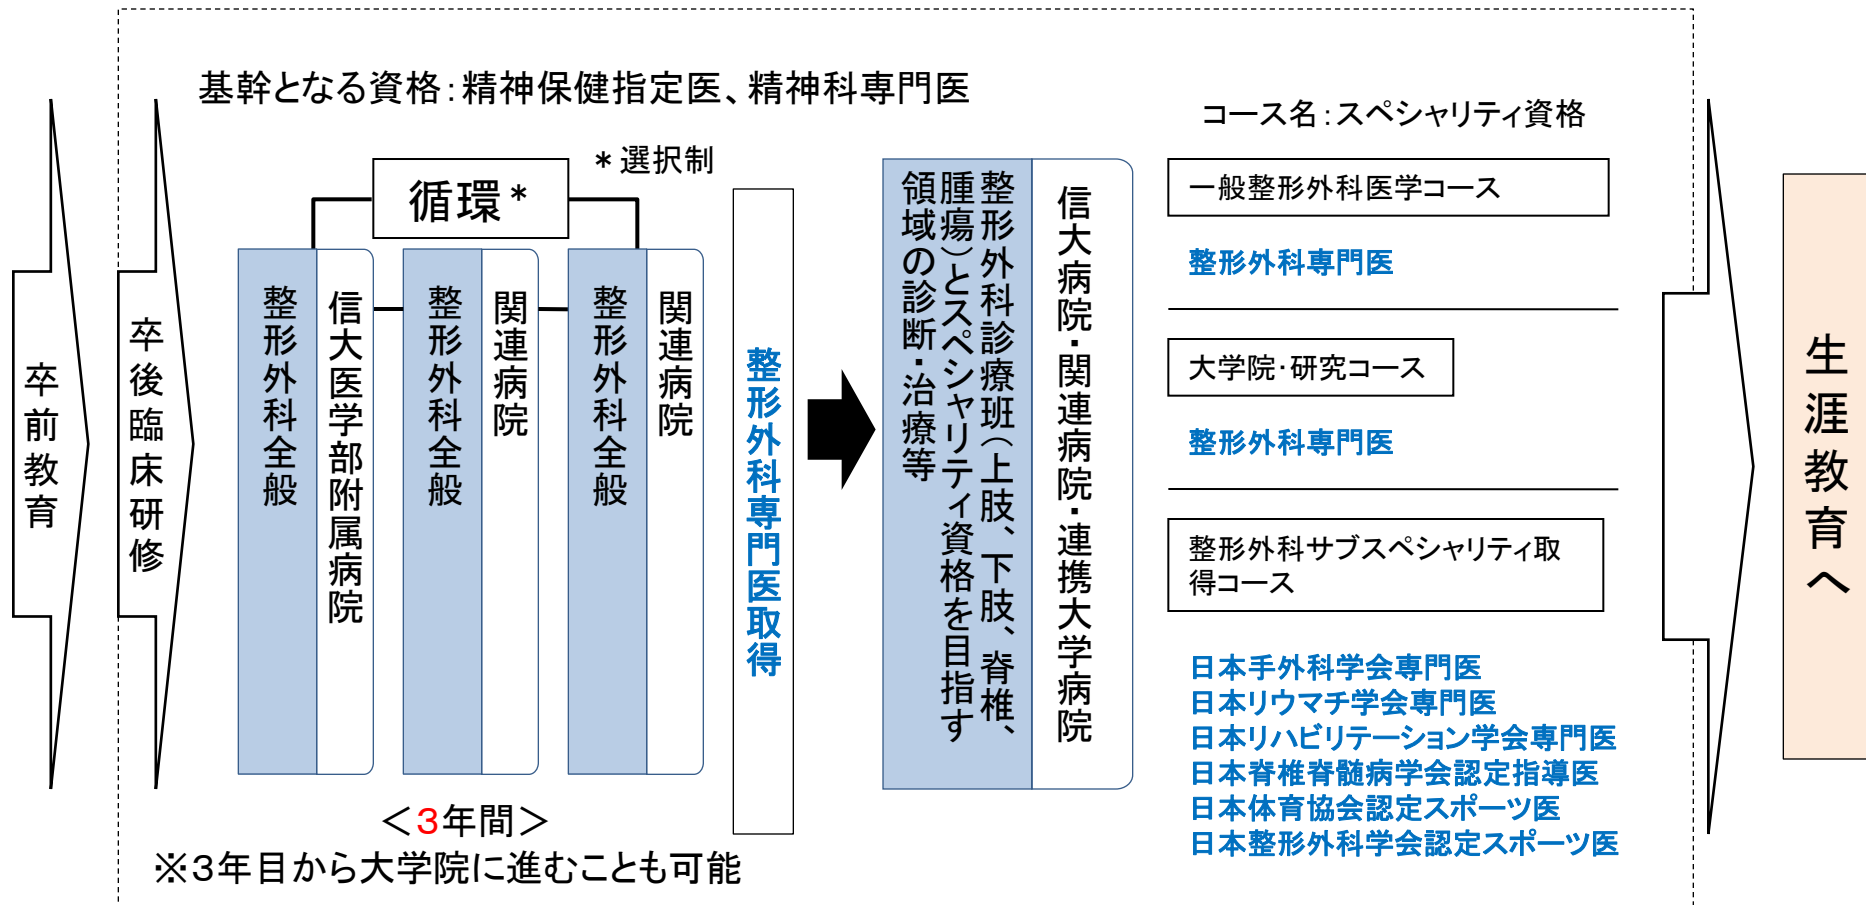 基幹となる資格：精神保健指定医、精神科専門医
コース名：スペシャリティ資格
＊選択制
循環＊
卒前教育
卒後臨床研修
整形外科全般
信大医学部附属病院
整形外科全般
関連病院
整形外科全般
関連病院
＜３年間＞
※３年目から大学院に進むことも可能
整形外科専門医取得
整形外科診療班（上肢、下肢、脊椎、
腫瘍）とスペシャリティ資格を目指す
領域の診断・治療等
信大病院・関連病院・連携大学病院
一般整形外科医学コース
整形外科専門医
大学院・研究コース
整形外科専門医
整形外科サブスペシャリティ取
得コース
日本手外科学会専門医
日本リウマチ学会専門医
日本リハビリテーション学会専門医
日本脊椎脊髄病学会認定指導医
日本体育協会認定スポーツ医
日本整形外科学会認定スポーツ医
生涯教育へ